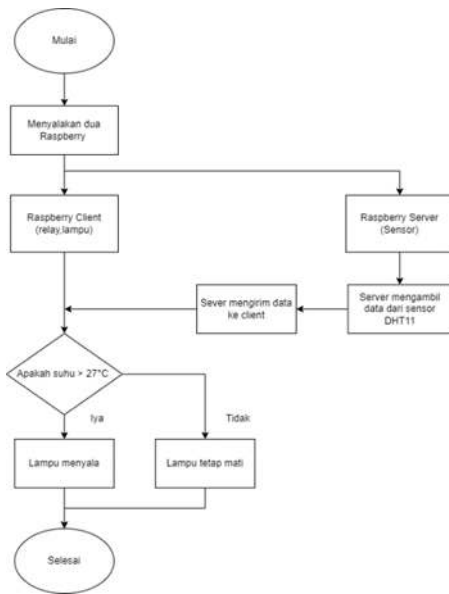 Mulai
Menyalakan dua
Raspberry
Raspberry Client
(relay,lampu)
Raspberry Server
(Sensor)
Sever mengirim data
ke client
Server mengambil
data dari sensor
DHT11
Apakah suhu > 27°C
Iya
Tidak
Lampu menyala
Lampu tetap mati
Selesai